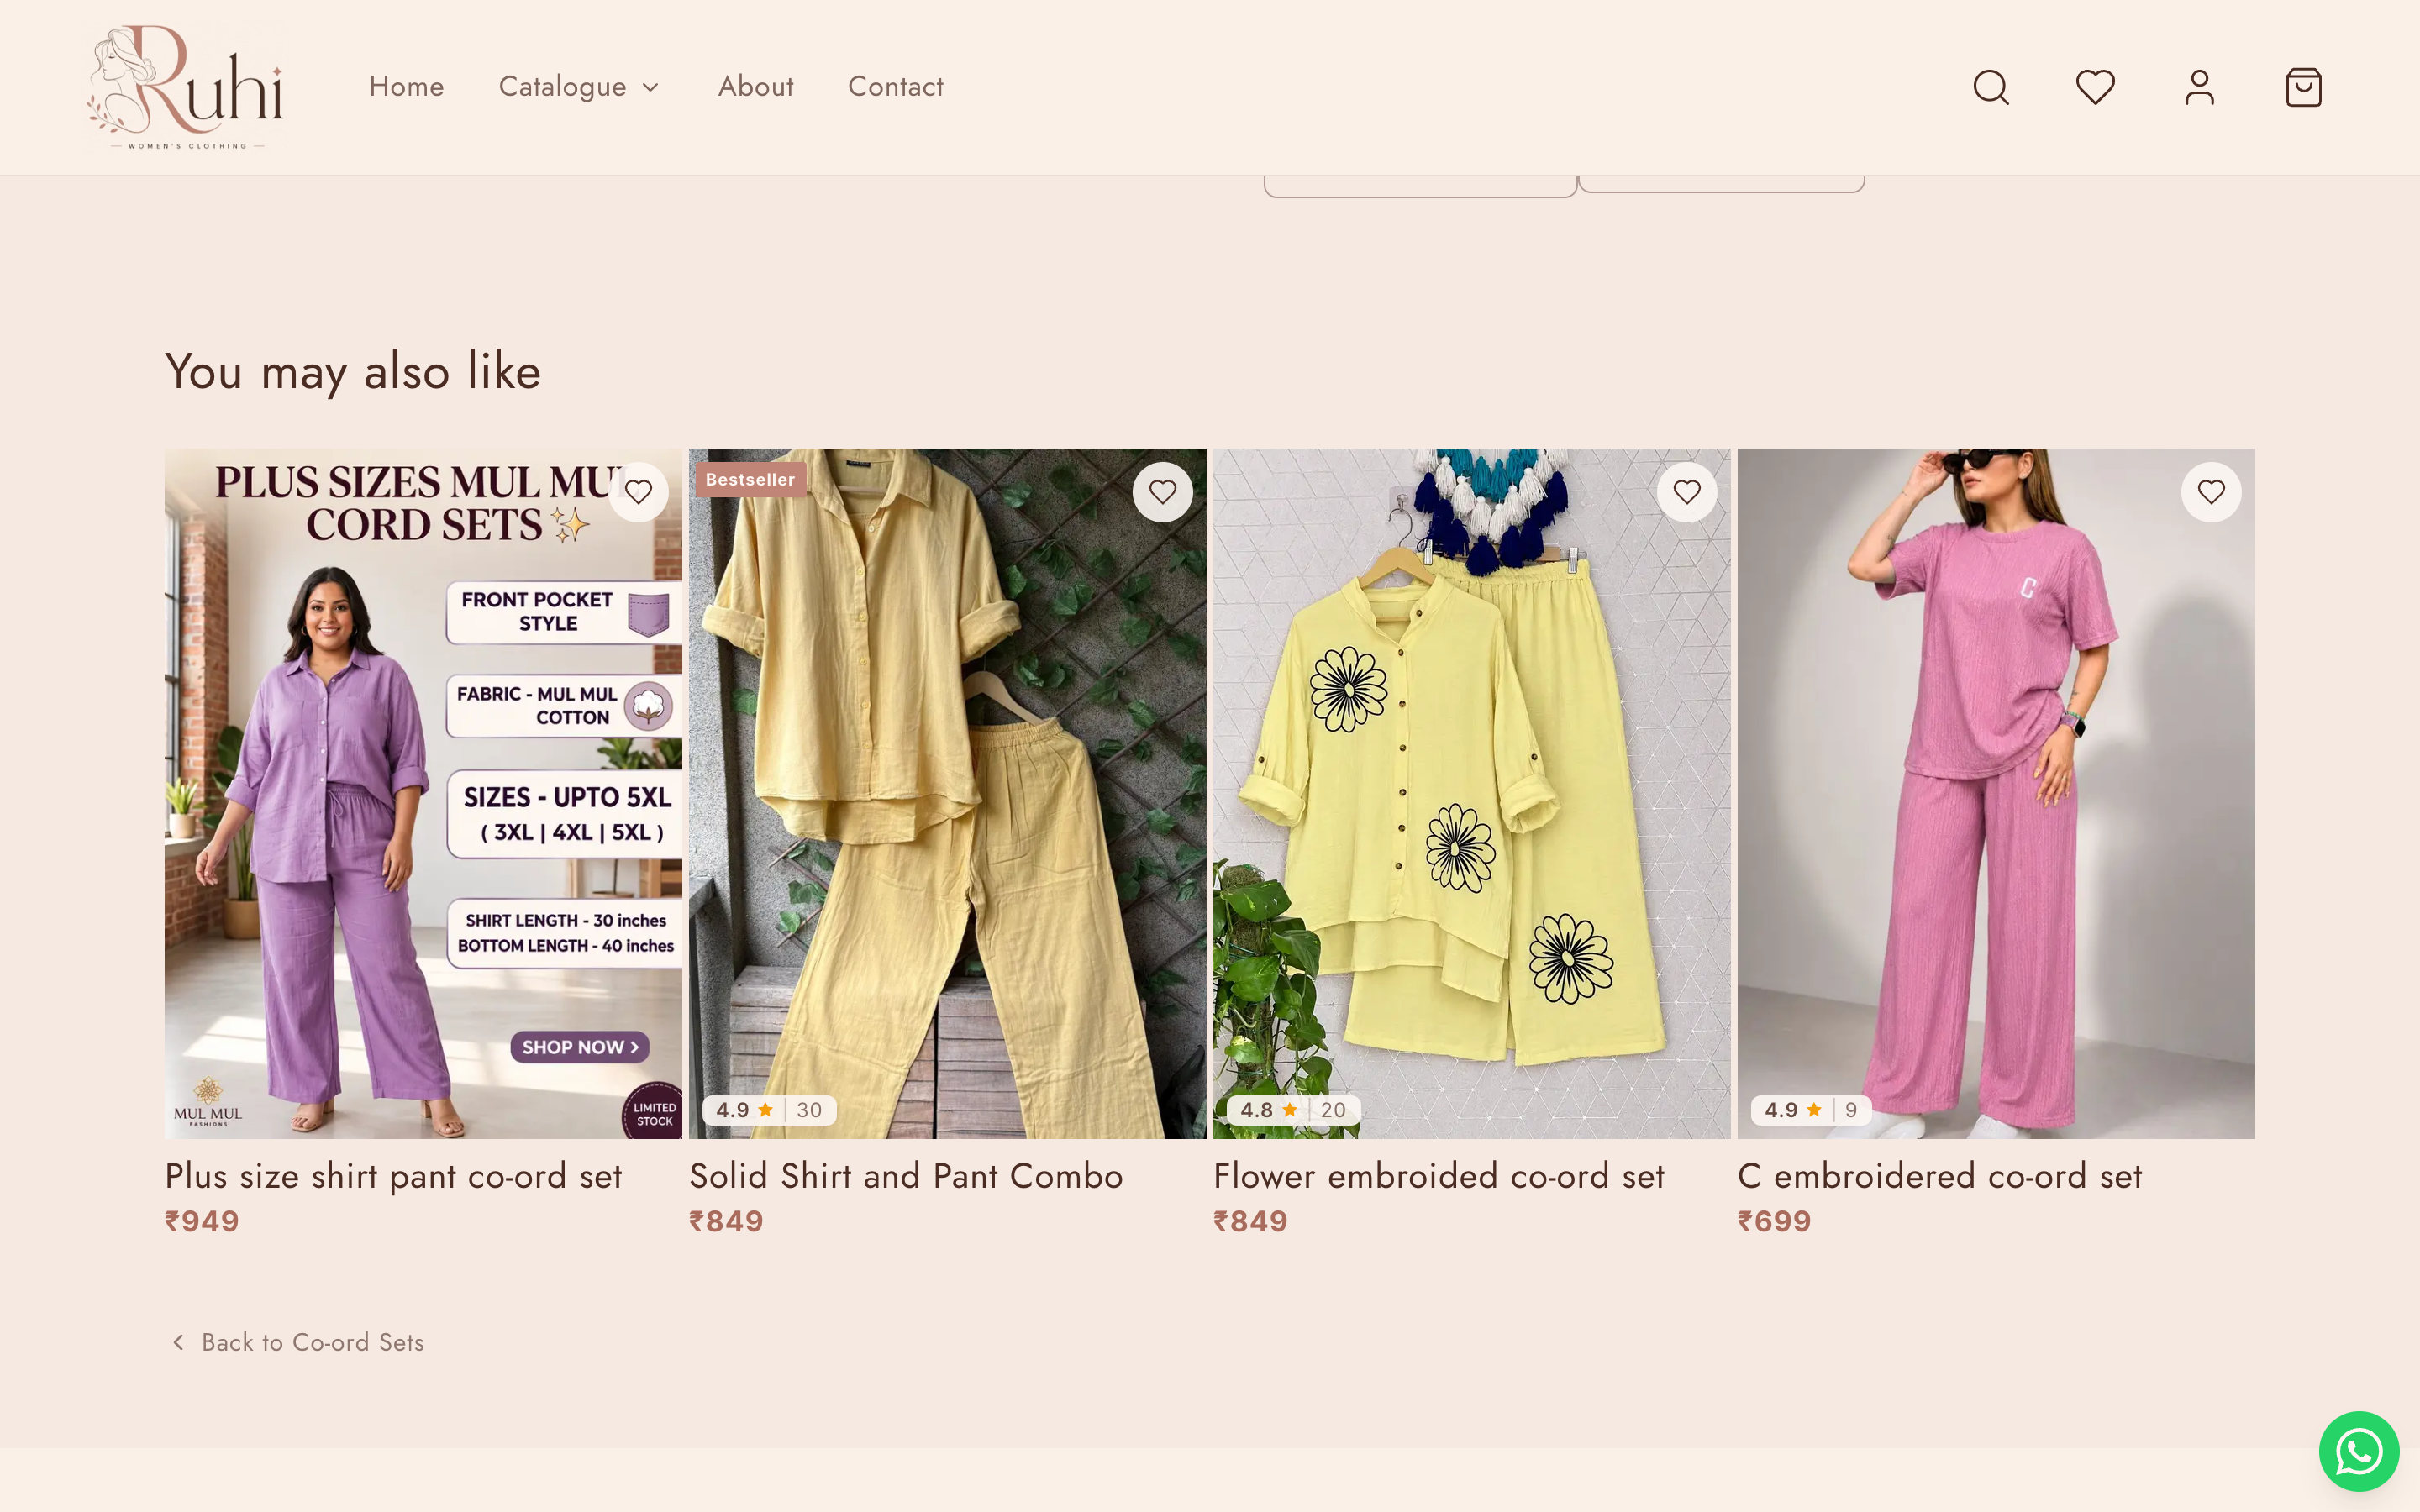 Ruhi
WOMEN'S CLOTHING
Home
Catalogue
About
Contact
You may also like
PLUS SIZES MUL MUL
CORD SETS✨
FRONT POCKET
STYLE
FABRIC - MUL MUL
COTTON
SIZES - UPTO 5XL
( 3XL | 4XL | 5XL )
SHIRT LENGTH - 30 inches
BOTTOM LENGTH - 40 inches
SHOP NOW >
MUL MUL
FASHIONS
LIMITED
STOCK
Bestseller
4.9 ★ | 30
4.8 ★ | 20
C
4.9 ★ | 9
Plus size shirt pant co-ord set
₹949
Solid Shirt and Pant Combo
₹849
Flower embroided co-ord set
₹849
C embroidered co-ord set
₹699
Back to Co-ord Sets